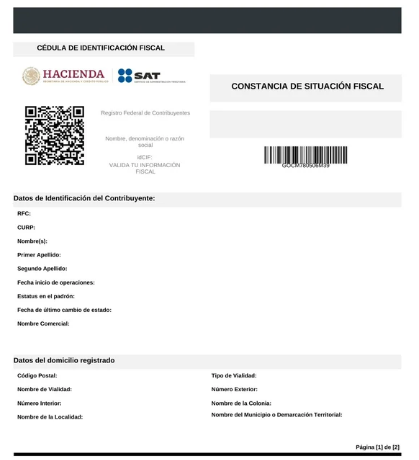 CÉDULA DE IDENTIFICACIÓN FISCAL
HACIENDA
SAT
CONSTANCIA DE SITUACIÓN FISCAL
Registro Federal de Contribuyentes
Nombre, denominación o razón
social
idCIF:
VALIDA TU INFORMACIÓN
FISCAL
Datos de Identificación del Contribuyente:
RFC:
CURP:
Nombre(s):
Primer Apellido:
Segundo Apellido:
Fecha inicio de operaciones:
Estatus en el padrón:
Fecha de último cambio de estado:
Nombre Comercial:
Datos del domicilio registrado
Código Postal:
Tipo de Vialidad:
Nombre de Vialidad:
Número Exterior:
Número Interior:
Nombre de la Colonia:
Nombre de la Localidad:
Nombre del Municipio o Demarcación Territorial:
Página [1] de [2]